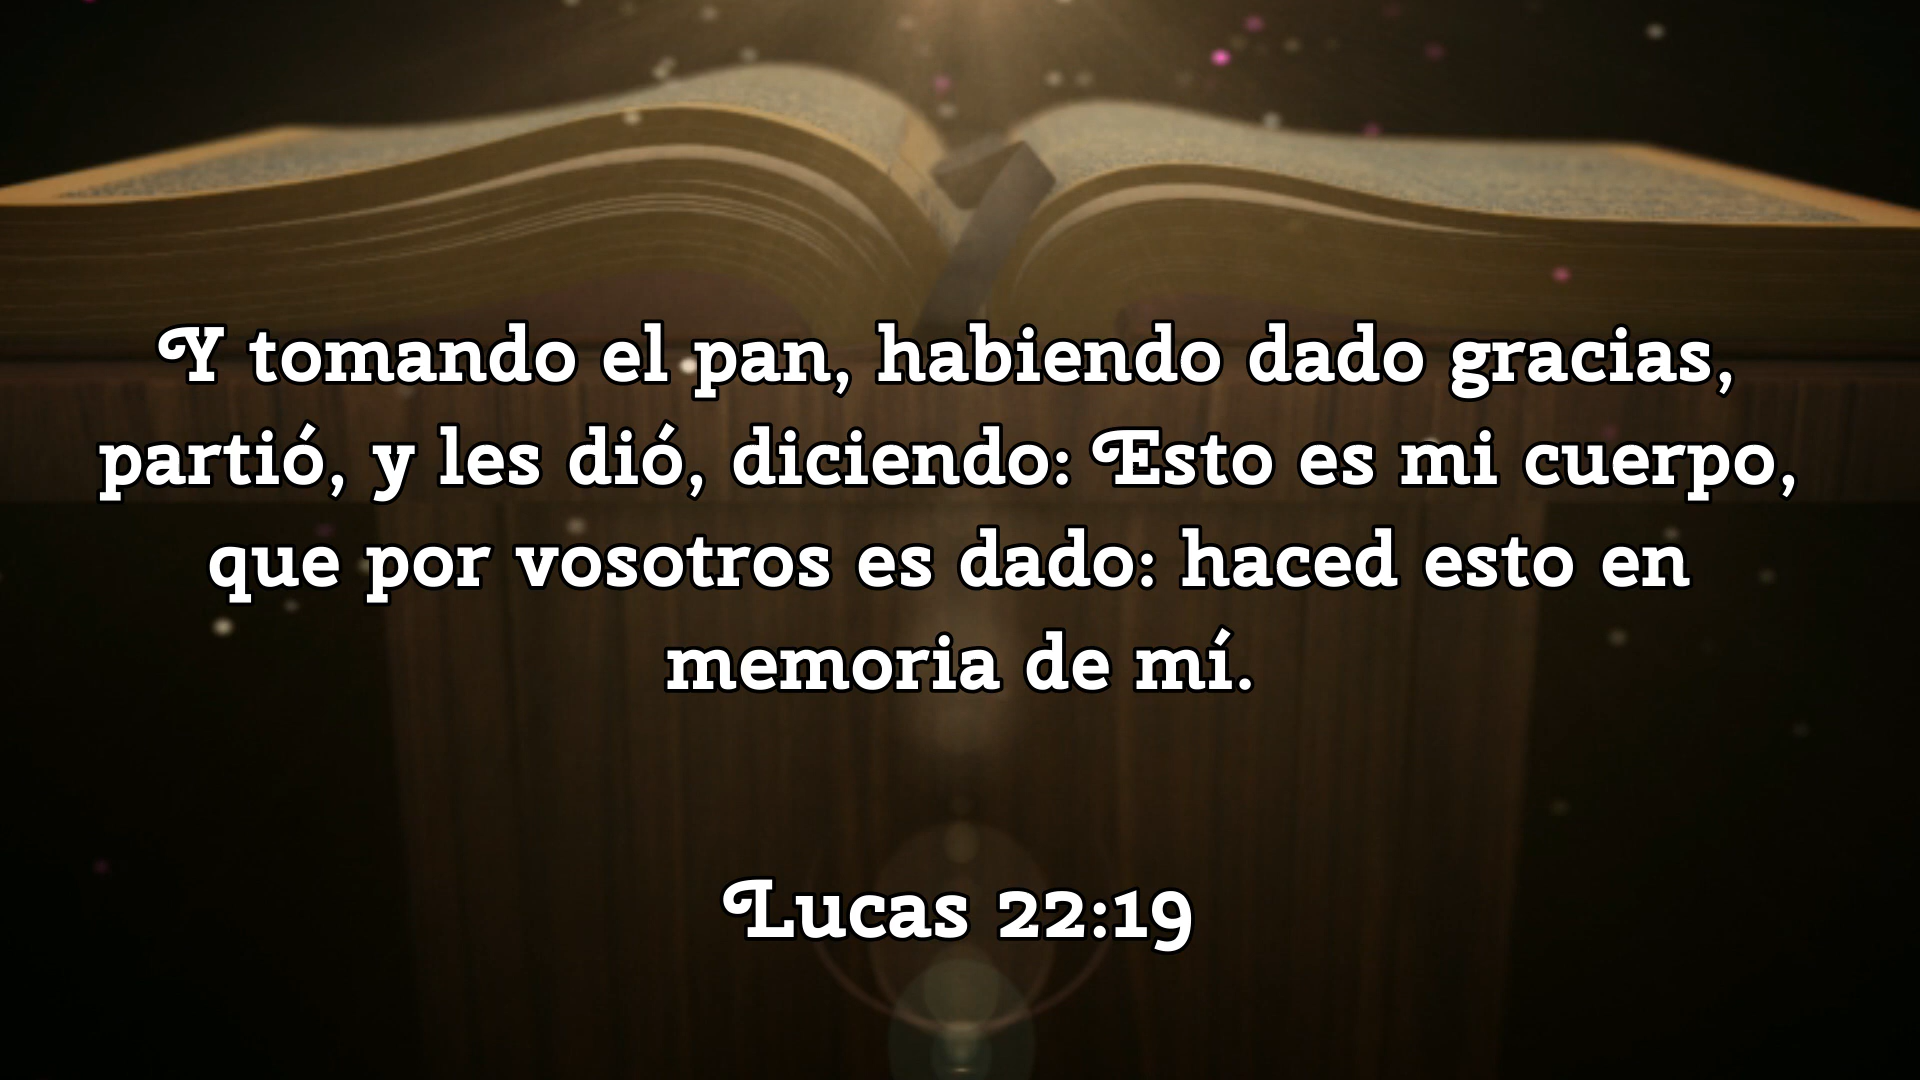 Y tomando el pan, habiendo dado gracias,
partió, y les dió, diciendo: Esto es mi cuerpo,
que por vosotros es dado: haced esto en
memoria de mí.
Lucas 22:19